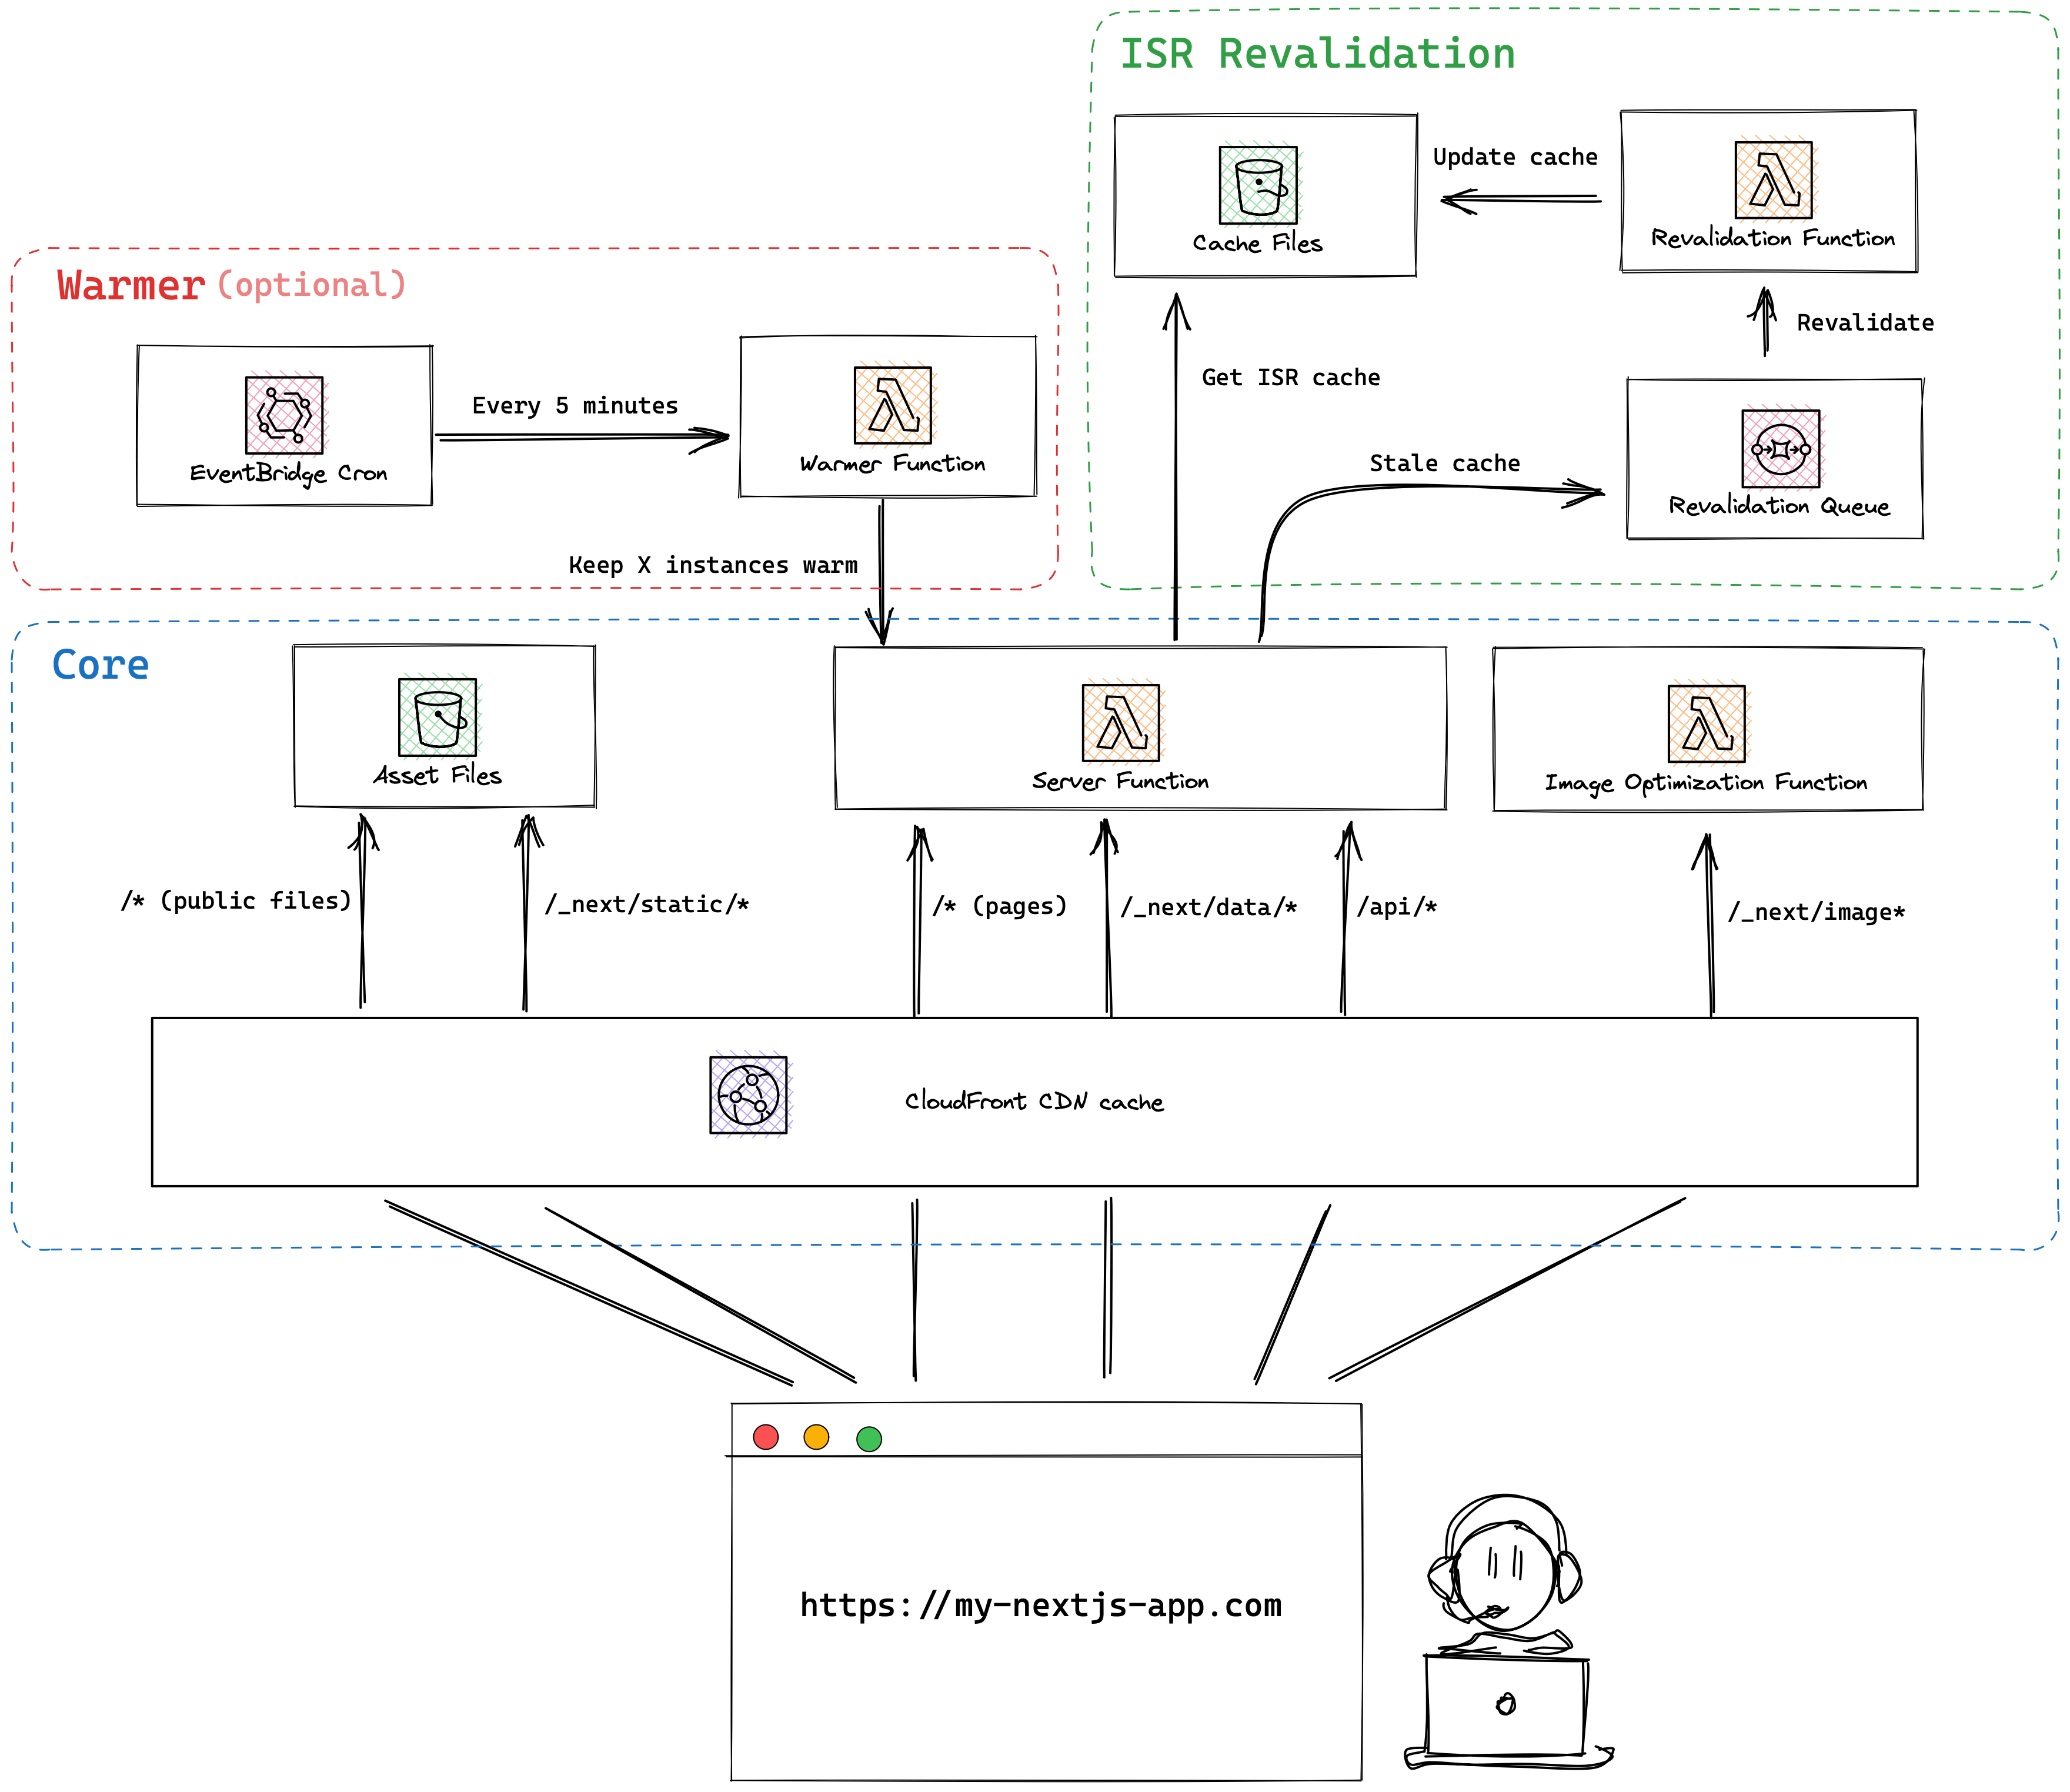 ISR Revalidation
Cache Files
Update cache
Revalidation Function
Revalidate
Get ISR cache
Stale cache
Revalidation Queue
Warmer (optional)
EventBridge Cron
Every 5 minutes
Warmer Function
Keep X instances warm
Core
Asset Files
Server Function
Image Optimization Function
/* (public files)
/_next/static/*
/* (pages)
/_next/data/*
/api/*
/_next/image*
CloudFront CDN cache
https://my-nextjs-app.com